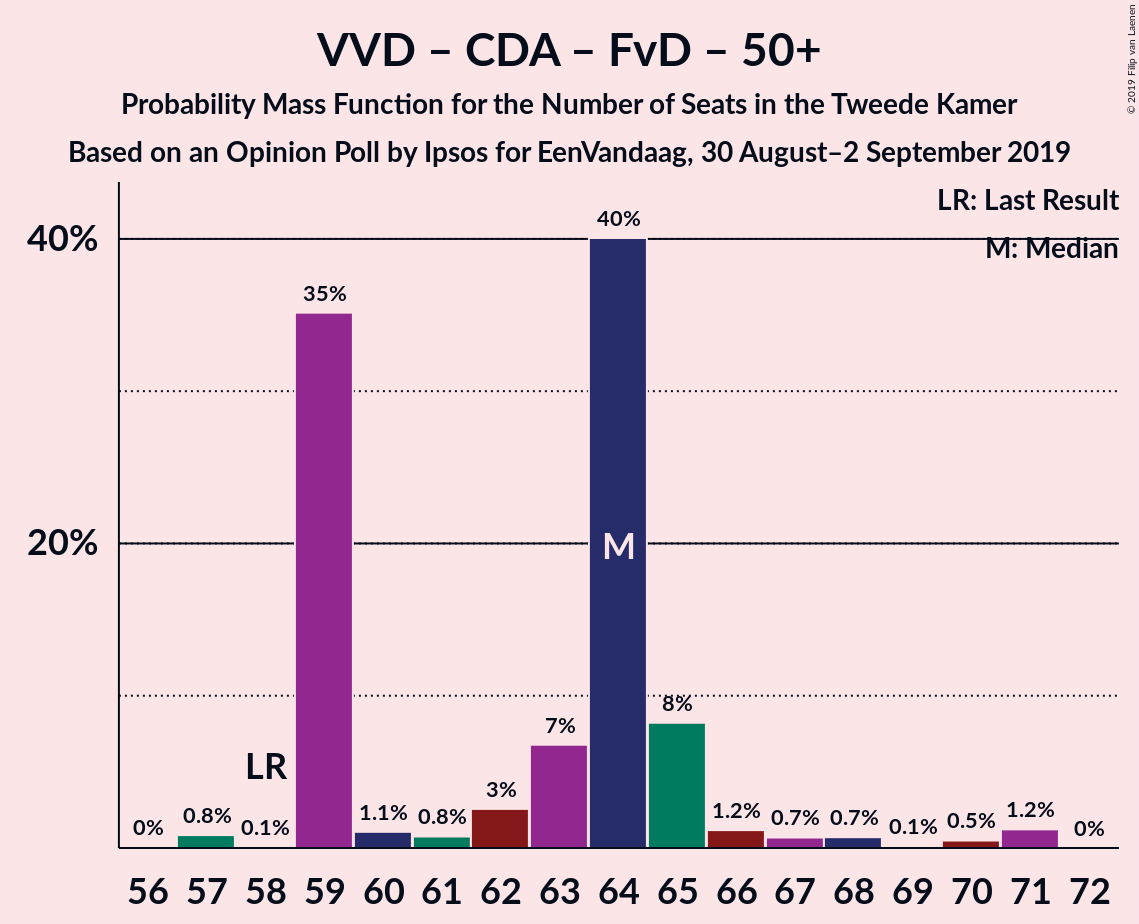 VVD – CDA – FvD – 50+
Probability Mass Function for the Number of Seats in the Tweede Kamer
Based on an Opinion Poll by Ipsos for EenVandaag, 30 August–2 September 2019
© 2019 Filip van Laenen
LR: Last Result
M: Median
40%
20%
0% 0.8% 0.1% 35% 1.1% 0.8% 3% 7% 40% 8% 1.2% 0.7% 0.7% 0.1% 0.5% 1.2% 0%
LR
M
56 57 58 59 60 61 62 63 64 65 66 67 68 69 70 71 72